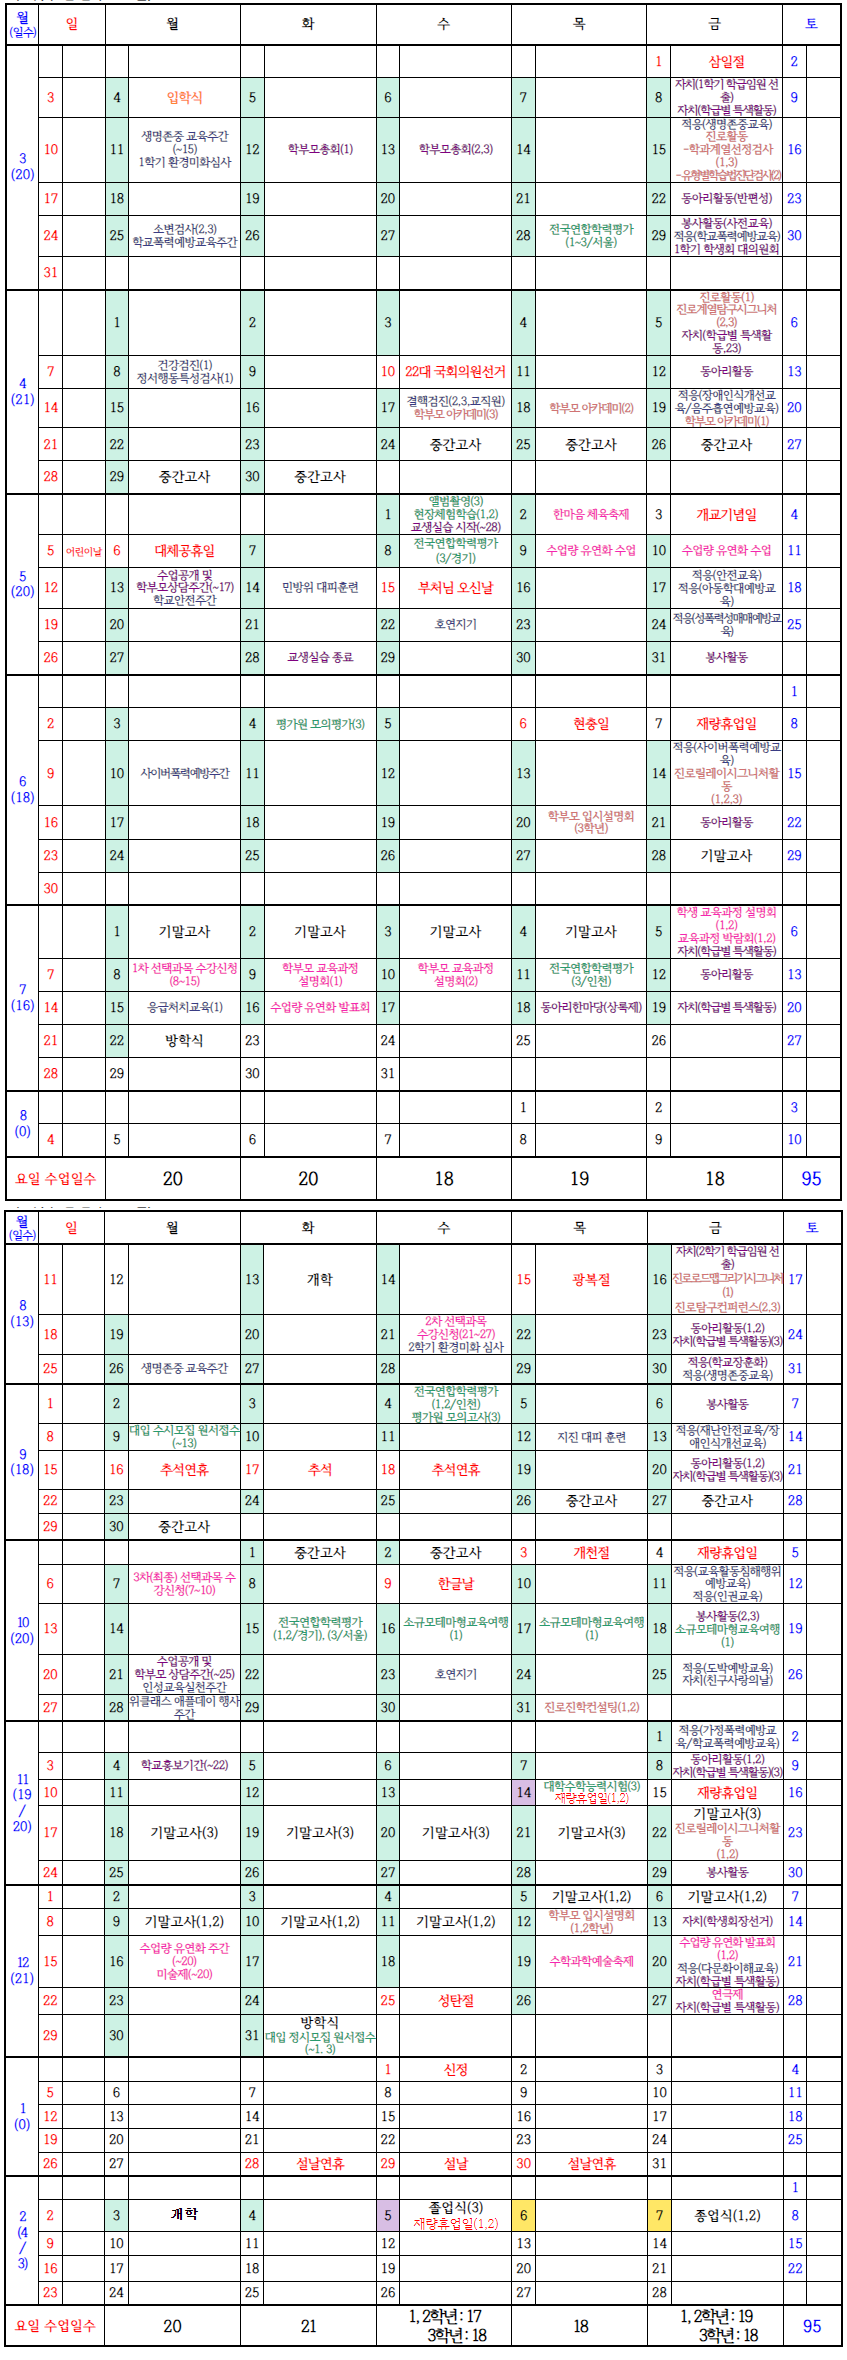 월
(일수)
일
월
화
수
목
금
토
3
(20)
1 삼일절 2
3 4 입학식 5 6 7 8 자치(1학기 학급임원 선
출)
자치(학급별 특색활동) 9
10 11 생명존중 교육주간
(~15)
1학기 환경미화심사 12 학부모총회(1) 13 학부모총회(2,3) 14 15 적응(생명존중교육)
진로활동
-학과계열선정검사
(1,3)
-유형별학습법진단검사(2) 16
17 18 19 20 21 22 동아리활동(반편성) 23
24 25 소변검사(2,3)
학교폭력예방교육주간 26 27 28 전국연합학력평가
(1~3/서울) 29 봉사활동(사전교육)
적응(학교폭력예방교육)
1학기 학생회 대의원회 30
31
4
(21)
1 2 3 4 5 진로활동(1)
진로계열탐구시그니처
(2,3)
자치(학급별 특색활
동,23) 6
7 8 건강검진(1)
정서행동특성검사(1) 9 10 22대 국회의원선거 11 12 동아리활동 13
14 15 16 17 결핵검진(2,3,교직원)
학부모 아카데미(3) 18 학부모 아카데미(2) 19 적응(장애인식개선교
육/음주흡연예방교육)
학부모 아카데미(1) 20
21 22 23 24 중간고사 25 중간고사 26 중간고사 27
28 29 중간고사 30 중간고사
5
(20)
1 앨범촬영(3)
현장체험학습(1,2)
교생실습 시작(~28) 2 한마음 체육축제 3 개교기념일 4
5 어린이날 6 대체공휴일 7 8 전국연합학력평가
(3/경기) 9 수업량 유연화 수업 10 수업량 유연화 수업 11
12 13 수업공개 및
학부모상담주간(~17)
학교안전주간 14 민방위 대피훈련 15 부처님 오신날 16 17 적응(안전교육)
적응(아동학대예방교
육) 18
19 20 21 22 호연지기 23 24 적응(성폭력성매매예방교
육) 25
26 27 28 교생실습 종료 29 30 31 봉사활동
6
(18)
1
2 3 4 평가원 모의평가(3) 5 6 현충일 7 재량휴업일 8
9 10 사이버폭력예방주간 11 12 13 14 적응(사이버폭력예방교
육)
진로릴레이시그니처활
동
(1,2,3) 15
16 17 18 19 20 학부모 입시설명회
(3학년) 21 동아리활동 22
23 24 25 26 27 28 기말고사 29
30
7
(16)
1 기말고사 2 기말고사 3 기말고사 4 기말고사 5 학생 교육과정 설명회
(1,2)
교육과정 박람회(1,2)
자치(학급별 특색활동) 6
7 8 1차 선택과목 수강신청
(8~15) 9 학부모 교육과정
설명회(1) 10 학부모 교육과정
설명회(2) 11 전국연합학력평가
(3/인천) 12 동아리활동 13
14 15 응급처치교육(1) 16 수업량 유연화 발표회 17 18 동아리한마당(상록제) 19 자치(학급별 특색활동) 20
21 22 방학식 23 24 25 26 27
28 29 30 31
8
(0)
1 2 3
4 5 6 7 8 9 10
요일 수업일수 20 20 18 19 18 95
월
(일수)
일
월
화
수
목
금
토
8
(13)
11 12 13 개학 14 15 광복절 16 자치(2학기 학급임원 선
출)
진로로드맵그리기시그니처
(1)
진로탐구컨퍼런스(2,3) 17
18 19 20 21 2차 선택과목
수강신청(21~27)
2학기 환경미화 심사 22 23 동아리활동(1,2)
자치(학급별 특색활동)(3) 24
25 26 생명존중 교육주간 27 28 29 30 적응(학교장훈화)
적응(생명존중교육) 31
9
(18)
1 2 3 4 전국연합학력평가
(1,2/인천)
평가원 모의고사(3) 5 6 봉사활동 7
8 9 대입 수시모집 원서접수
(~13) 10 11 12 지진 대피 훈련 13 적응(재난안전교육/장
애인식개선교육) 14
15 16 추석연휴 17 추석 18 추석연휴 19 20 동아리활동(1,2)
자치(학급별 특색활동)(3) 21
22 23 24 25 26 중간고사 27 중간고사 28
29 30 중간고사
10
(20)
1 중간고사 2 중간고사 3 개천절 4 재량휴업일 5
6 7 3차(최종) 선택과목 수
강신청(7~10) 8 9 한글날 10 11 적응(교육활동침해행위
예방교육)
적응(인권교육) 12
13 14 15 전국연합학력평가
(1,2/경기), (3/서울) 16 소규모테마형교육여행
(1) 17 소규모테마형교육여행
(1) 18 봉사활동(2,3)
소규모테마형교육여행
(1) 19
20 21 수업공개 및
학부모 상담주간(~25)
인성교육실천주간 22 23 호연지기 24 25 적응(도박예방교육)
자치(친구사랑의날) 26
27 28 위클래스 애플데이 행사
주간 29 30 31 진로진학컨설팅(1,2)
11
(19
/
20)
1 적응(가정폭력예방교
육/학교폭력예방교육) 2
3 4 학교홍보기간(~22) 5 6 7 8 동아리활동(1,2)
자치(학급별 특색활동)(3) 9
10 11 12 13 14 대학수학능력시험(3)
재량휴업일(1,2) 15 재량휴업일 16
17 18 기말고사(3) 19 기말고사(3) 20 기말고사(3) 21 기말고사(3) 22 기말고사(3)
진로릴레이시그니처활
동
(1,2) 23
24 25 26 27 28 29 봉사활동 30
12
(21)
1 2 3 4 5 기말고사(1,2) 6 기말고사(1,2) 7
8 9 기말고사(1,2) 10 기말고사(1,2) 11 기말고사(1,2) 12 학부모 입시설명회
(1,2학년) 13 자치(학생회장선거) 14
15 16 수업량 유연화 주간
(~20)
미술제(~20) 17 18 19 수학과학예술축제 20 수업량 유연화 발표회
(1,2)
적응(다문화이해교육)
자치(학급별 특색활동) 21
22 23 24 25 성탄절 26 27 연극제
자치(학급별 특색활동) 28
29 30 31 방학식
대입 정시모집 원서접수
(~1. 3)
1
(0)
1 신정 2 3 4
5 6 7 8 9 10 11
12 13 14 15 16 17 18
19 20 21 22 23 24 25
26 27 28 설날연휴 29 설날 30 설날연휴 31
2
(4
/
3)
1
2 3 개학 4 5 졸업식(3)
재량휴업일(1,2) 6 7 종업식(1,2) 8
9 10 11 12 13 14 15
16 17 18 19 20 21 22
23 24 25 26 27 28
요일 수업일수 20 21 1, 2학년: 17
3학년: 18 18 1, 2학년: 19
3학년: 18 95